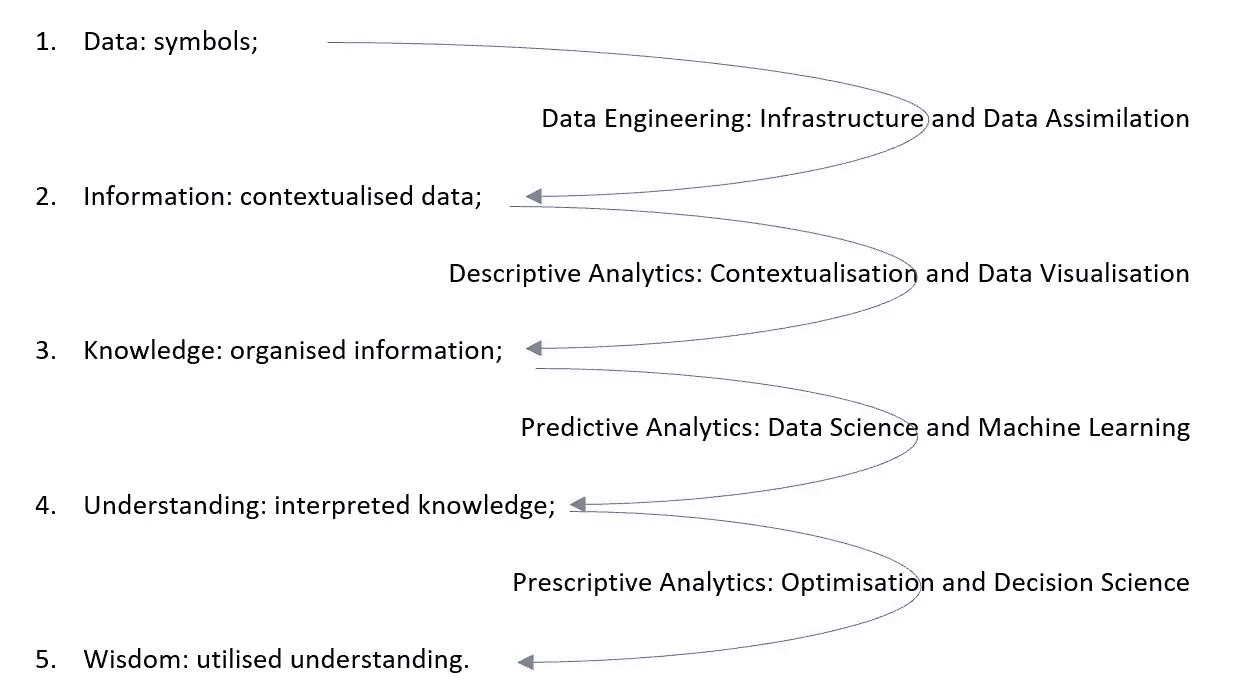 1. Data: symbols;
Data Engineering: Infrastructure and Data Assimilation
2. Information: contextualised data;
Descriptive Analytics: Contextualisation and Data Visualisation
3. Knowledge: organised information;
Predictive Analytics: Data Science and Machine Learning
4. Understanding: interpreted knowledge;
Prescriptive Analytics: Optimisation and Decision Science
5. Wisdom: utilised understanding.